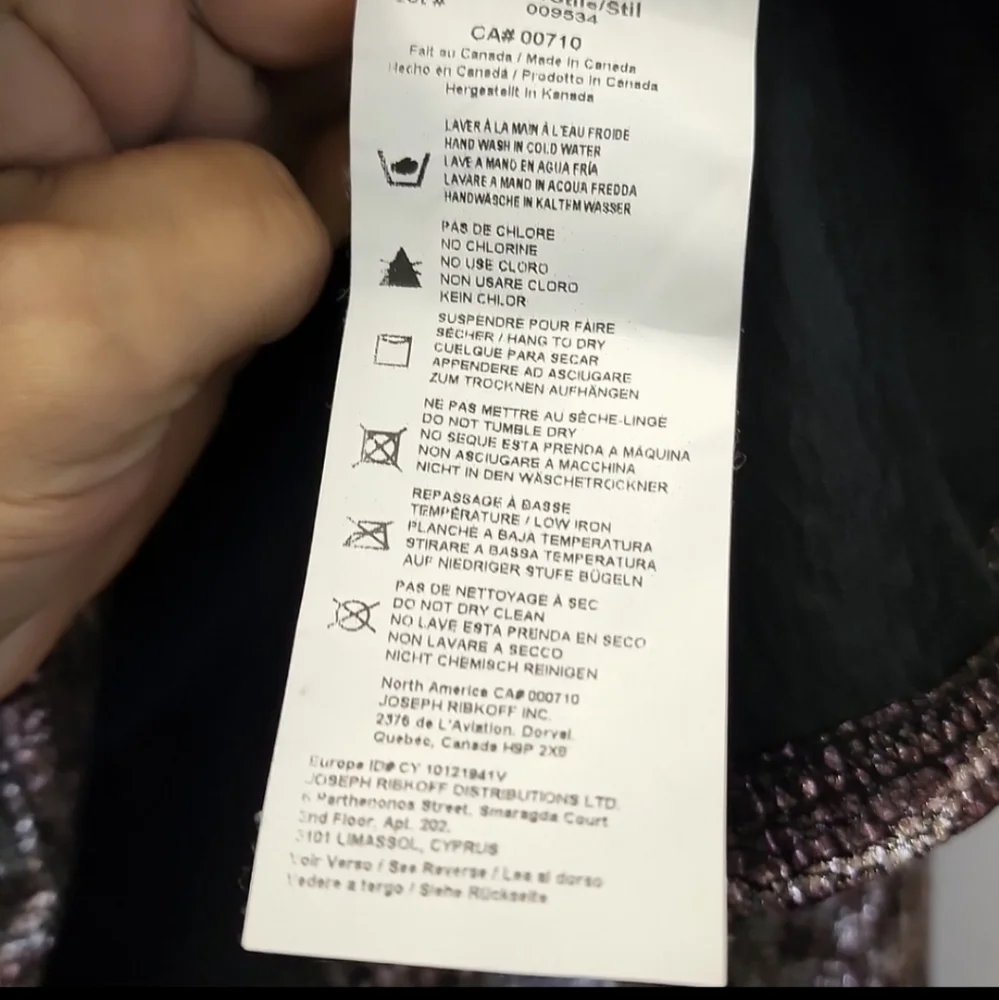 009534
CA# 00710
Fait au Canada / Made in Canada
Hecho en Canadá / Prodotto in Canada
Hergestellt in Kanada
LAVER À LA MAIN À L'EAU FROIDE
HAND WASH IN COLD WATER
LAVE A MANO EN AGUA FRÍA
LAVARE A MANO IN ACQUA FREDDA
HANDWÄSCHE IN KALTEM WASSER
PAS DE CHLORE
NO CHLORINE
NO USE CLORO
NON USARE CLORO
KEIN CHLOR
SUSPENDRE POUR FAIRE
SÉCHER / HANG TO DRY
CUELQUE PARA SECAR
APPENDERE AD ASCIUGARE
ZUM TROCKNEN AUFHÄNGEN
NE PAS METTRE AU SÈCHE-LINGE
DO NOT TUMBLE DRY
NO SEQUE ESTA PRENDA A MÁQUINA
NON ASCIUGARE A MACCHINA
NICHT IN DEN WÄSCHETROCKNER
REPASSAGE À BASSE
TEMPÉRATURE / LOW IRON
PLANCHE A BAJA TEMPERATURA
STIRARE A BASSA TEMPERATURA
AUF NIEDRIGER STUFE BÜGELN
PAS DE NETTOYAGE À SEC
DO NOT DRY CLEAN
NO LAVE ESTA PRENDA EN SECO
NON LAVARE A SECCO
NICHT CHEMISCH REINIGEN
North America CA# 000710
JOSEPH RIBKOFF INC.
2376 de L'Aviation. Dorval.
Quebec, Canada H9P 2X6
Europe ID# CY 10121941V
JOSEPH RIBKOFF DISTRIBUTIONS LTD.
Parthenonos Street. Smaragda Court
2nd Floor. Apt. 202.
3101 LIMASSOL, CYPRUS
Voir Verso / See Reverse / Lea al dorso
Vedere a tergo / Siehe Rückseite